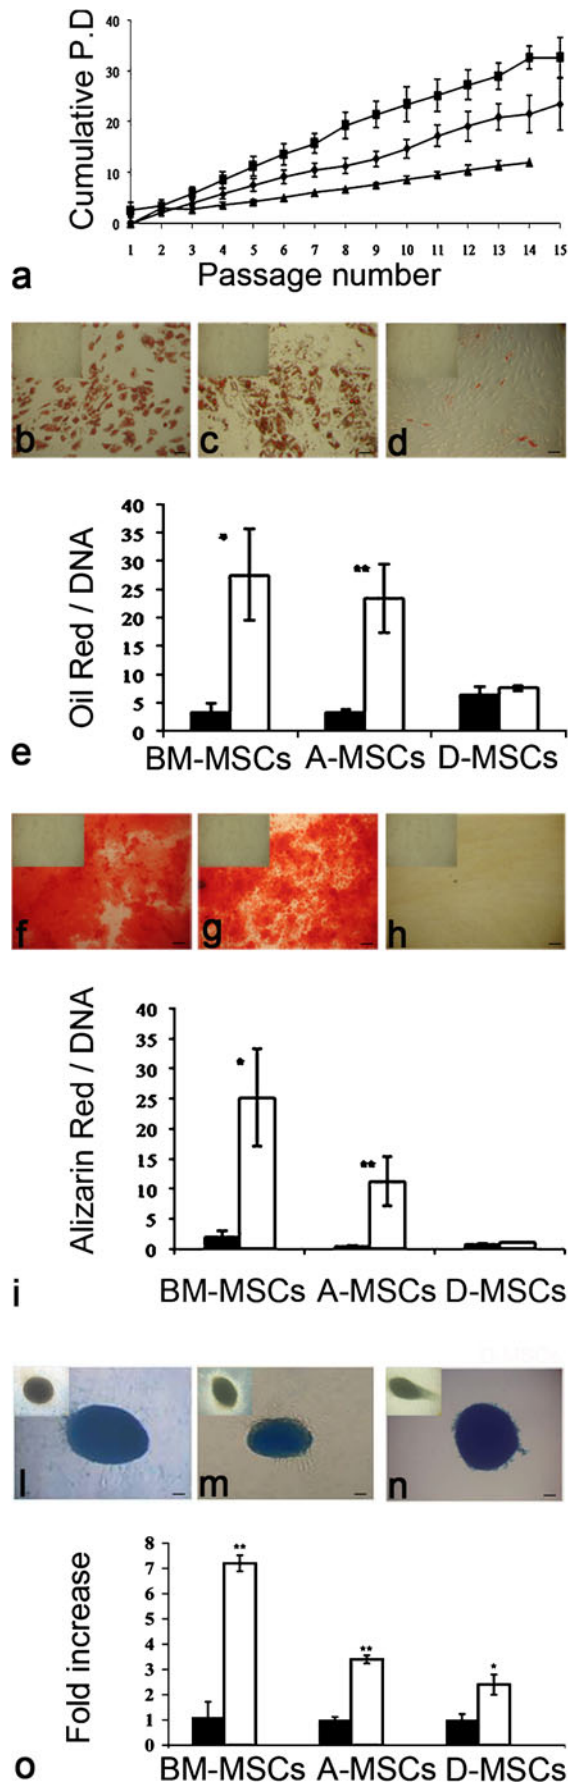 Cumulative P.D
40
30
20
10
0
1 2 3 4 5 6 7 8 9 10 11 12 13 14 15
Passage number
a
b c d
Oil Red / DNA
40
35
30
25
20
15
10
5
0
* **
BM-MSCs A-MSCs D-MSCs
e
f g h
Alizarin Red / DNA
40
35
30
25
20
15
10
5
0
* **
BM-MSCs A-MSCs D-MSCs
i
l m n
Fold increase
8
7
6
5
4
3
2
1
0
** ** *
BM-MSCs A-MSCs D-MSCs
o